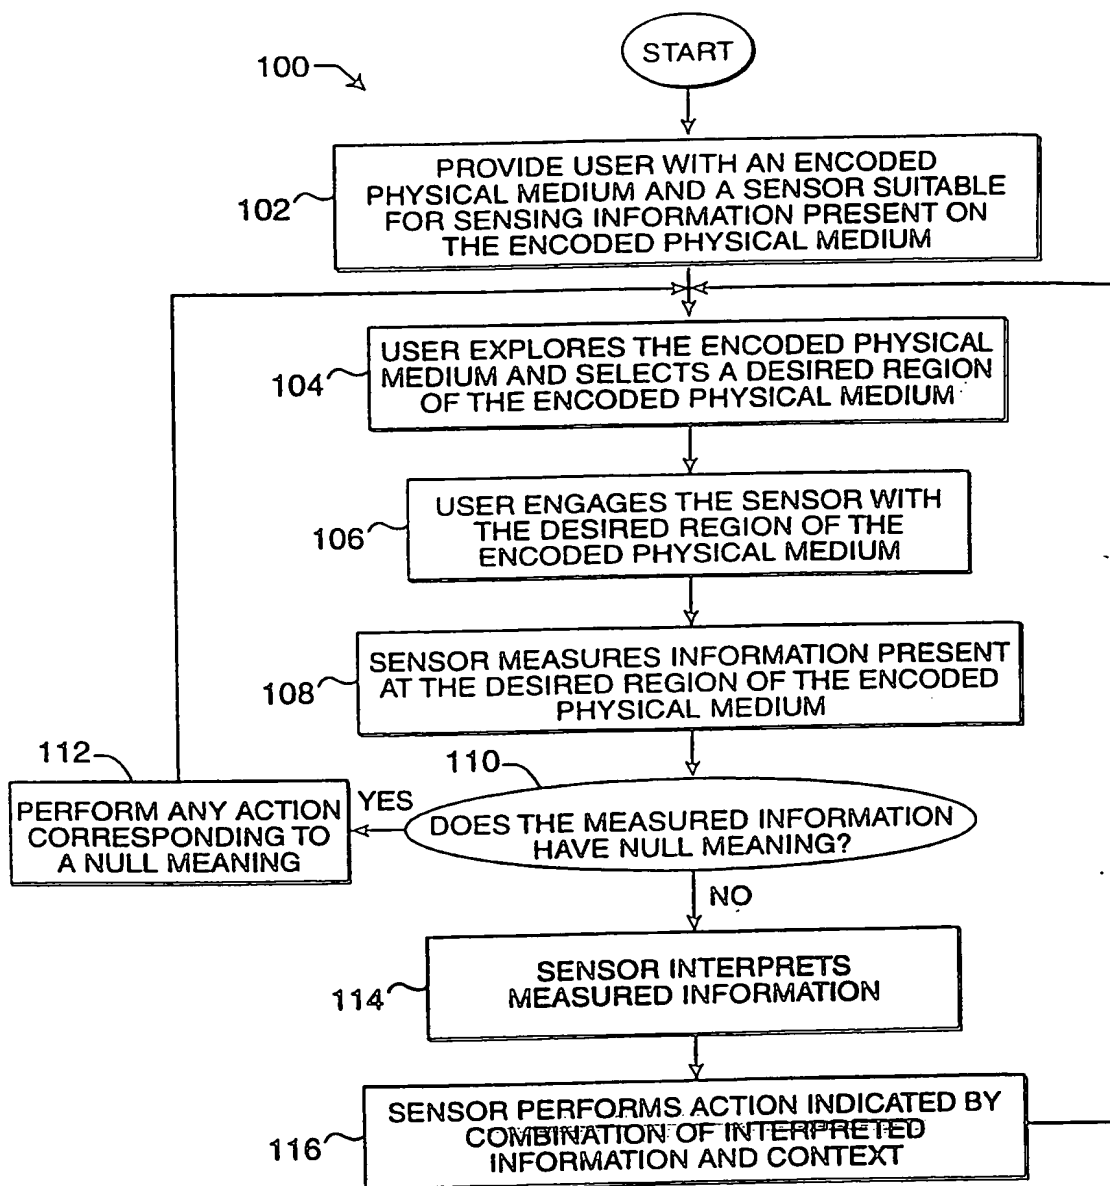 START
100
PROVIDE USER WITH AN ENCODED
PHYSICAL MEDIUM AND A SENSOR SUITABLE
FOR SENSING INFORMATION PRESENT ON
THE ENCODED PHYSICAL MEDIUM
102
USER EXPLORES THE ENCODED PHYSICAL
MEDIUM AND SELECTS A DESIRED REGION
OF THE ENCODED PHYSICAL MEDIUM
104
USER ENGAGES THE SENSOR WITH
THE DESIRED REGION OF THE
ENCODED PHYSICAL MEDIUM
106
SENSOR MEASURES INFORMATION PRESENT
AT THE DESIRED REGION OF THE ENCODED
PHYSICAL MEDIUM
108
112
110
PERFORM ANY ACTION
CORRESPONDING TO
A NULL MEANING
YES
DOES THE MEASURED INFORMATION
HAVE NULL MEANING?
NO
SENSOR INTERPRETS
MEASURED INFORMATION
114
SENSOR PERFORMS ACTION INDICATED BY
COMBINATION OF INTERPRETED
INFORMATION AND CONTEXT
116